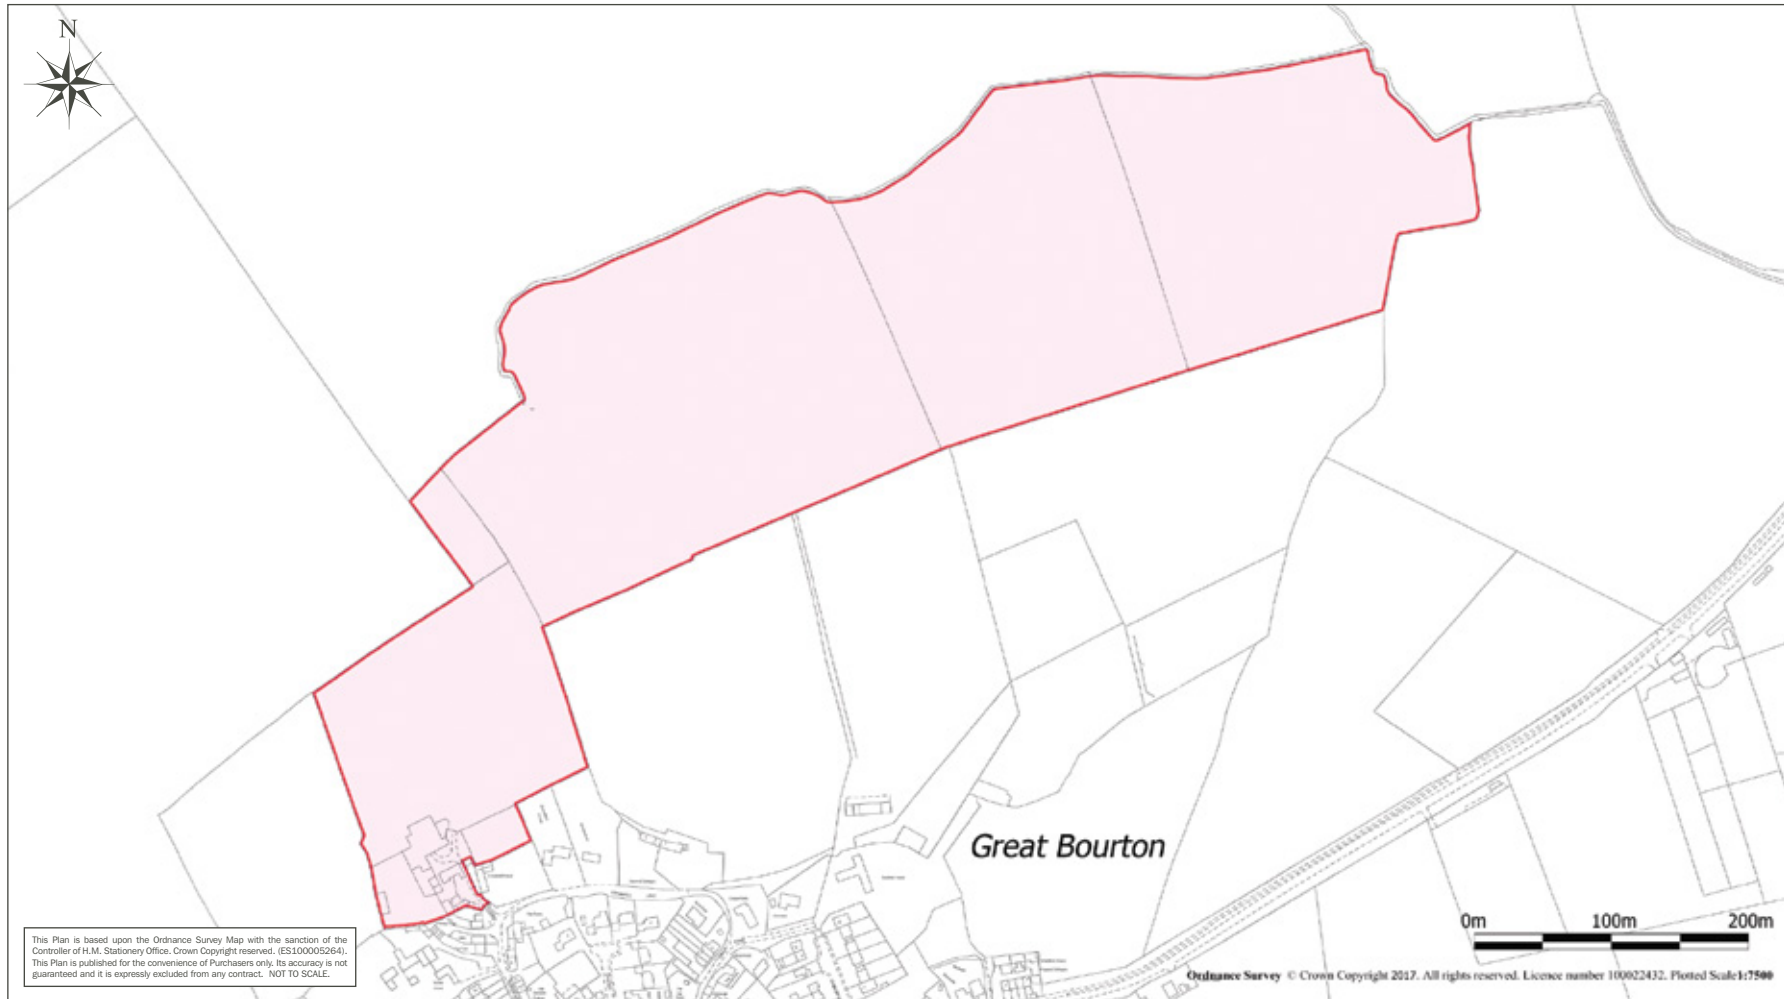 N
Great Bourton
0m 100m 200m
This Plan is based upon the Ordnance Survey Map with the sanction of the
Controller of H.M. Stationery Office. Crown Copyright reserved. (ES100005264).
This Plan is published for the convenience of Purchasers only. Its accuracy is not
guaranteed and it is expressly excluded from any contract. NOT TO SCALE.
Ordnance Survey © Crown Copyright 2017. All rights reserved. Licence number 100022432. Plotted Scale1:7500